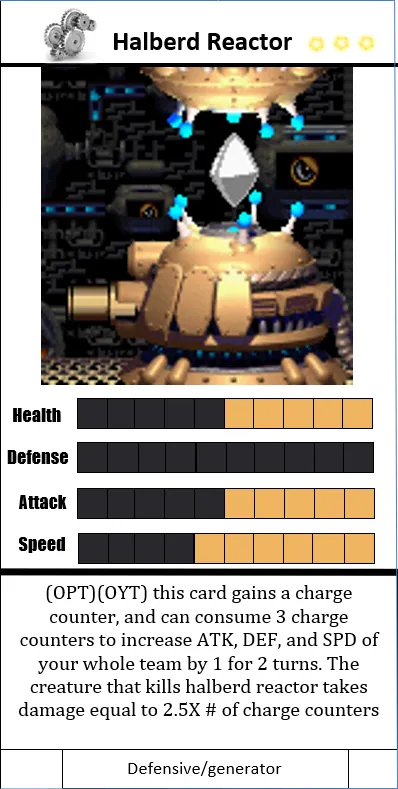 Halberd Reactor
Health
Defense
Attack
Speed
(OPT)(OYT) this card gains a charge
counter, and can consume 3 charge
counters to increase ATK, DEF, and SPD of
your whole team by 1 for 2 turns. The
creature that kills halberd reactor takes
damage equal to 2.5X # of charge counters
Defensive/generator